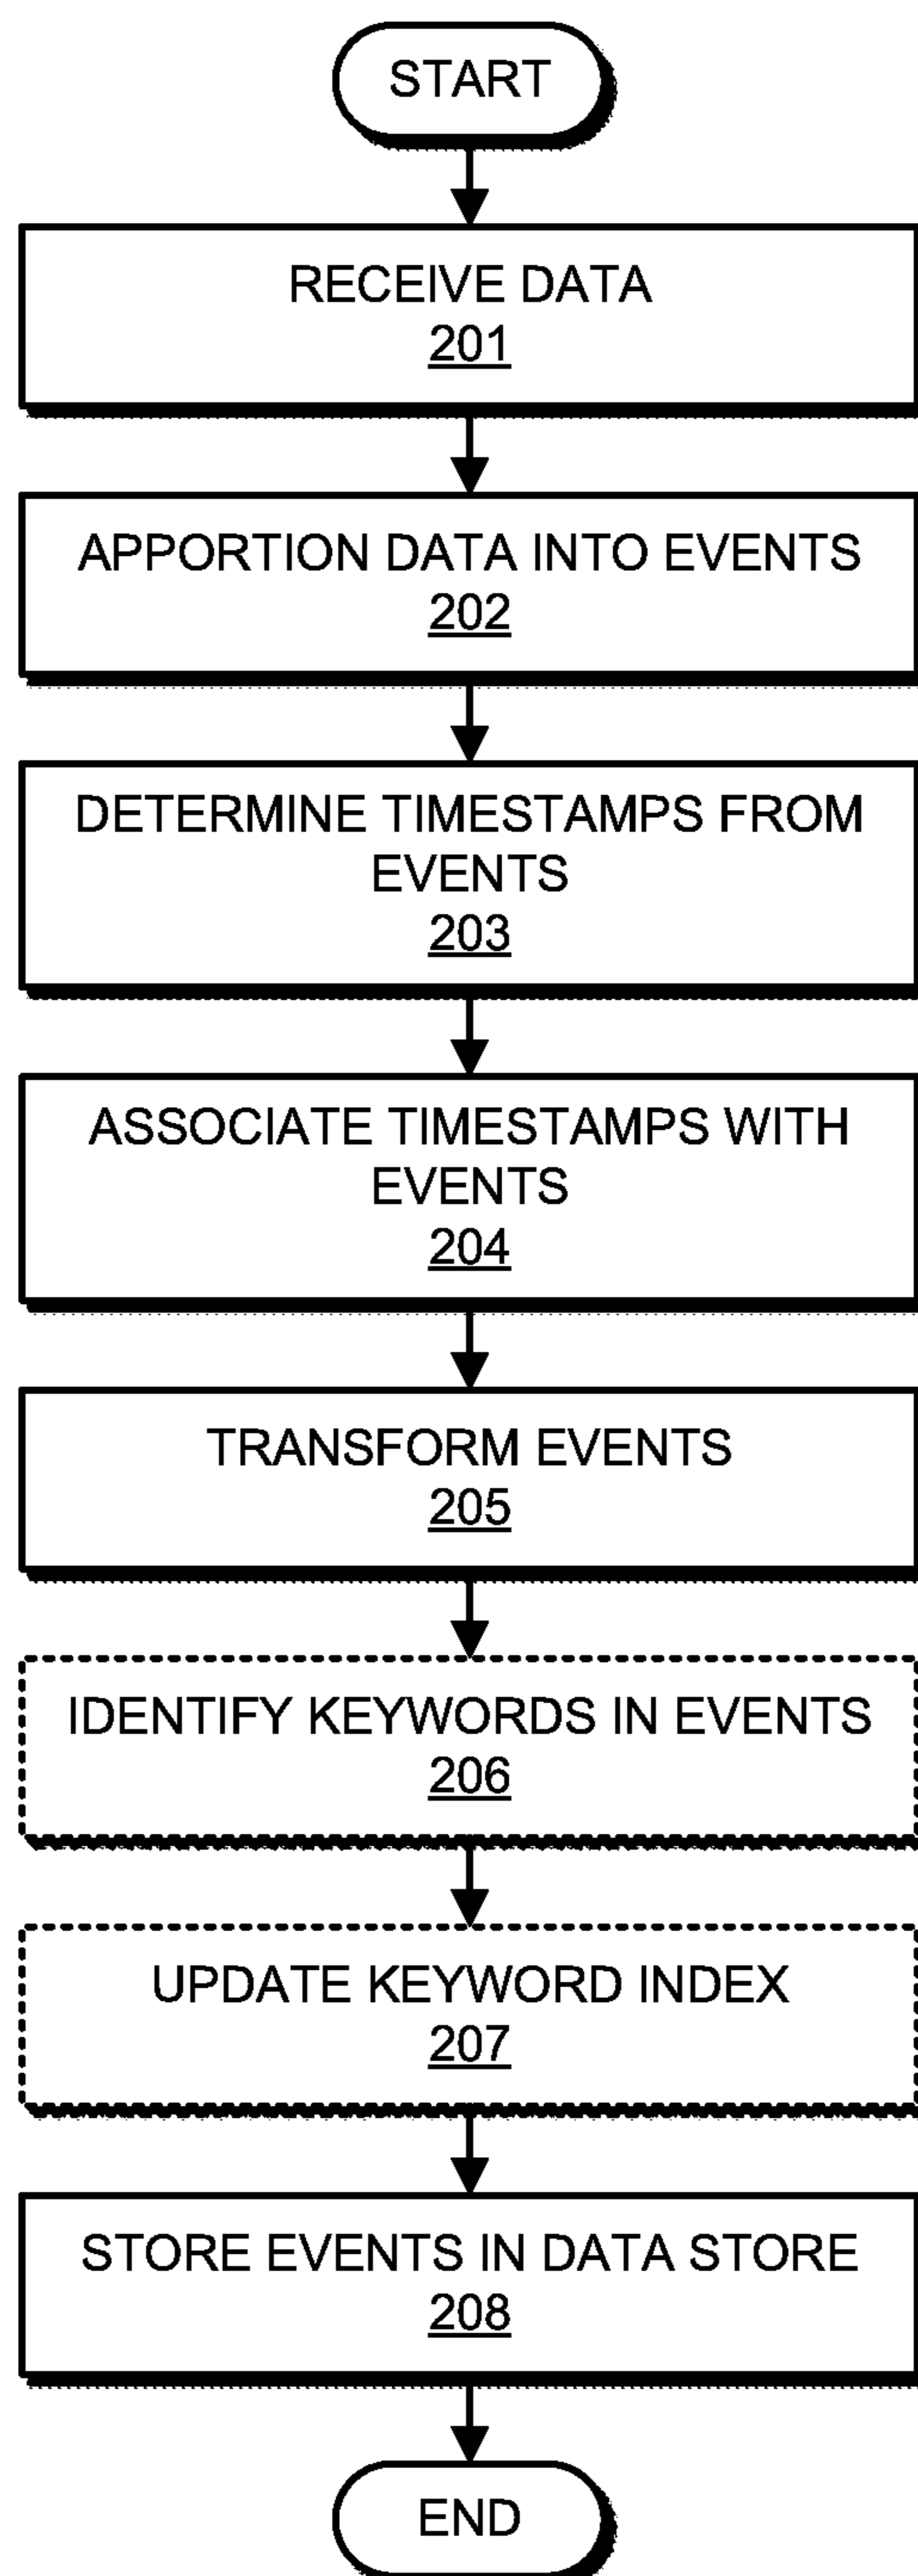 START
RECEIVE DATA
201
APPORTION DATA INTO EVENTS
202
DETERMINE TIMESTAMPS FROM
EVENTS
203
ASSOCIATE TIMESTAMPS WITH
EVENTS
204
TRANSFORM EVENTS
205
IDENTIFY KEYWORDS IN EVENTS
206
UPDATE KEYWORD INDEX
207
STORE EVENTS IN DATA STORE
208
END